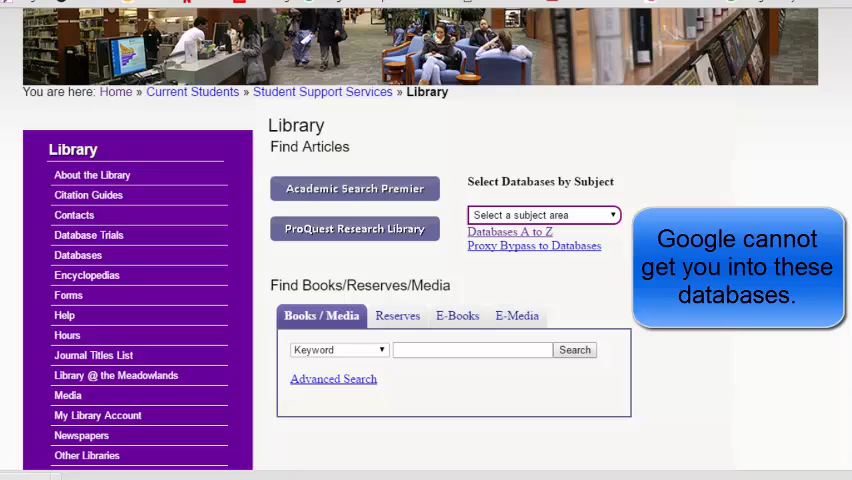 You are here: Home » Current Students » Student Support Services » Library
Library
About the Library
Citation Guides
Contacts
Database Trials
Databases
Encyclopedias
Forms
Help
Hours
Journal Titles List
Library @ the Meadowlands
Media
My Library Account
Newspapers
Other Libraries
Library
Find Articles
Academic Search Premier
ProQuest Research Library
Select Databases by Subject
Select a subject area
Databases A to Z
Proxy Bypass to Databases
Google cannot
get you into these
databases.
Find Books/Reserves/Media
Books / Media Reserves E-Books E-Media
Keyword Search
Advanced Search